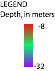 LEGEND
Depth, in meters
-8
-32